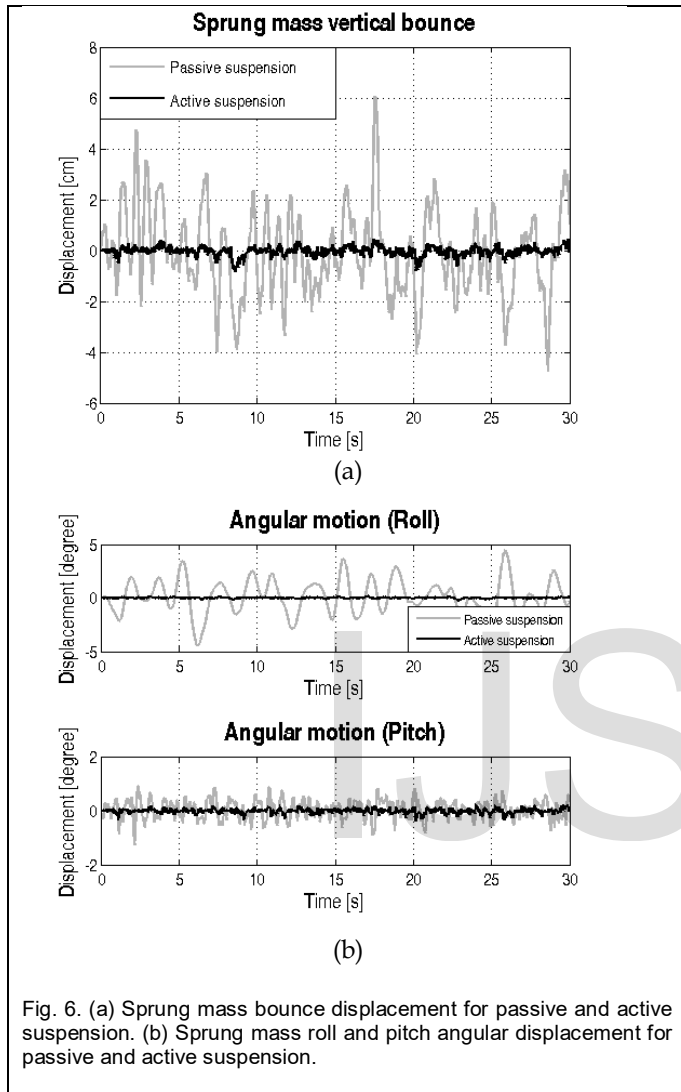 Sprung mass vertical bounce
Passive suspension
Active suspension
8
6
4
2
0
-2
-4
-6
Displacement [cm]
0 5 10 15 20 25 30
Time [s]
(a)
Angular motion (Roll)
5
0
-5
Displacement [degree]
Passive suspension
Active suspension
0 5 10 15 20 25 30
Time [s]
Angular motion (Pitch)
2
0
-2
Displacement [degree]
0 5 10 15 20 25 30
Time [s]
(b)
IJS
Fig. 6. (a) Sprung mass bounce displacement for passive and active
suspension. (b) Sprung mass roll and pitch angular displacement for
passive and active suspension.